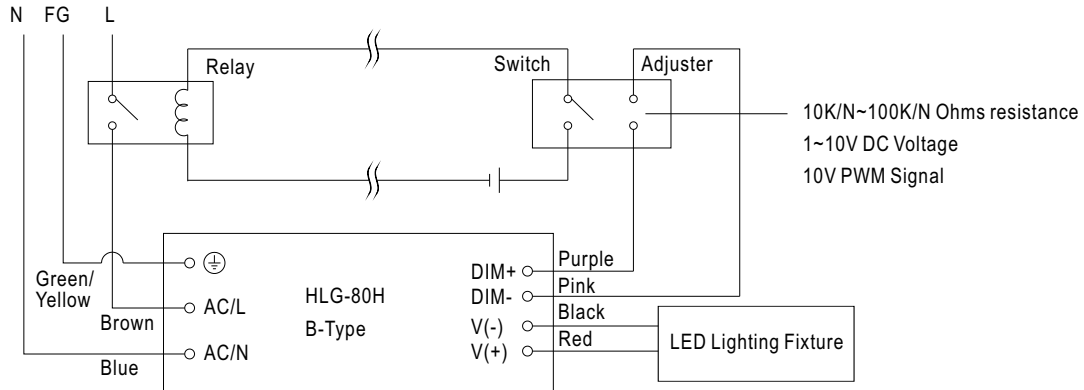 N FG L
Relay
Switch
Adjuster
10K/N~100K/N Ohms resistance
1~10V DC Voltage
10V PWM Signal
Green/
Yellow
Brown
Blue
AC/L
AC/N
HLG-80H
B-Type
DIM+
DIM-
V(-)
V(+)
Purple
Pink
Black
Red
LED Lighting Fixture